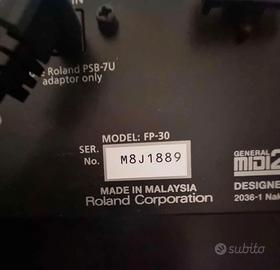 IN
Roland PSB-7U
adaptor only
MODEL: FP-30
SER.
No. M8J1889
MADE IN MALAYSIA
Roland Corporation
GENERAL
MIDI 2
DESIGNE
2036-1 Nak
subito